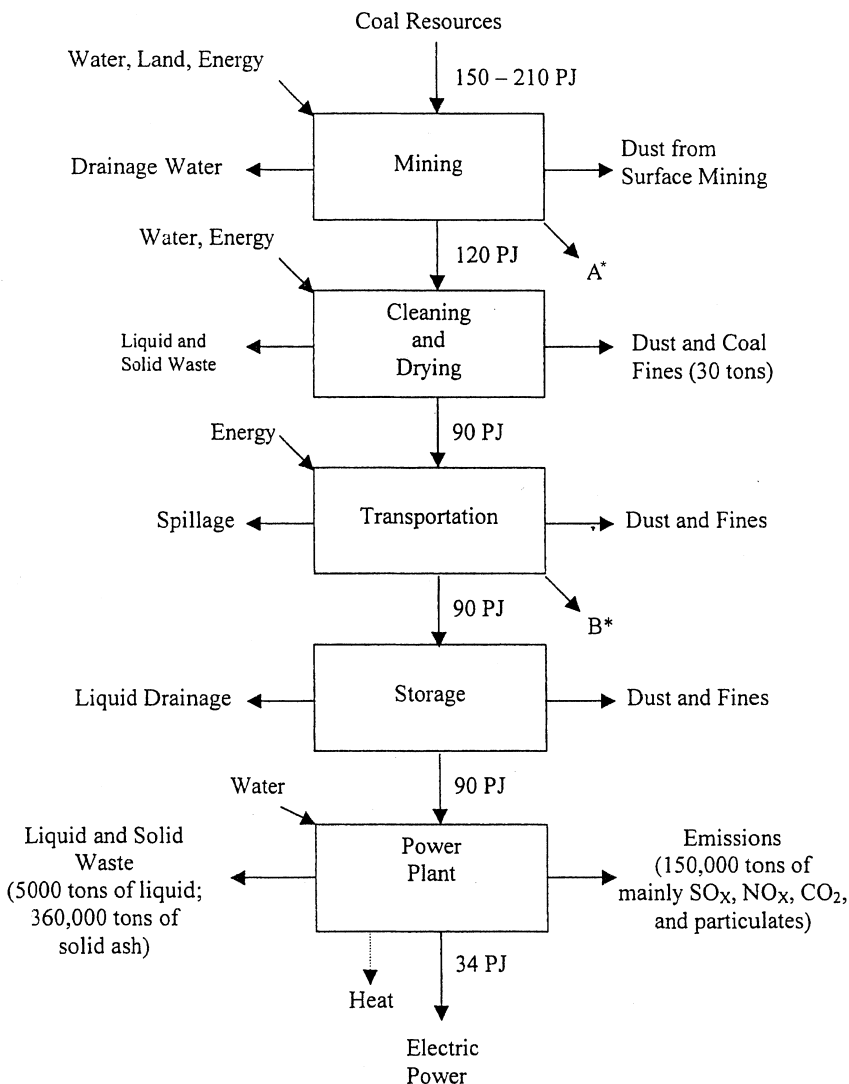 Coal Resources
Water, Land, Energy
150 – 210 PJ
Mining
Drainage Water
Dust from
Surface Mining
A*
Water, Energy
120 PJ
Cleaning
and
Drying
Liquid and
Solid Waste
Dust and Coal
Fines (30 tons)
Energy
90 PJ
Transportation
Spillage
Dust and Fines
B*
90 PJ
Storage
Liquid Drainage
Dust and Fines
Water
90 PJ
Power
Plant
Liquid and Solid
Waste
(5000 tons of liquid;
360,000 tons of
solid ash)
Emissions
(150,000 tons of
mainly SOX, NOX, CO2,
and particulates)
34 PJ
Heat
Electric
Power